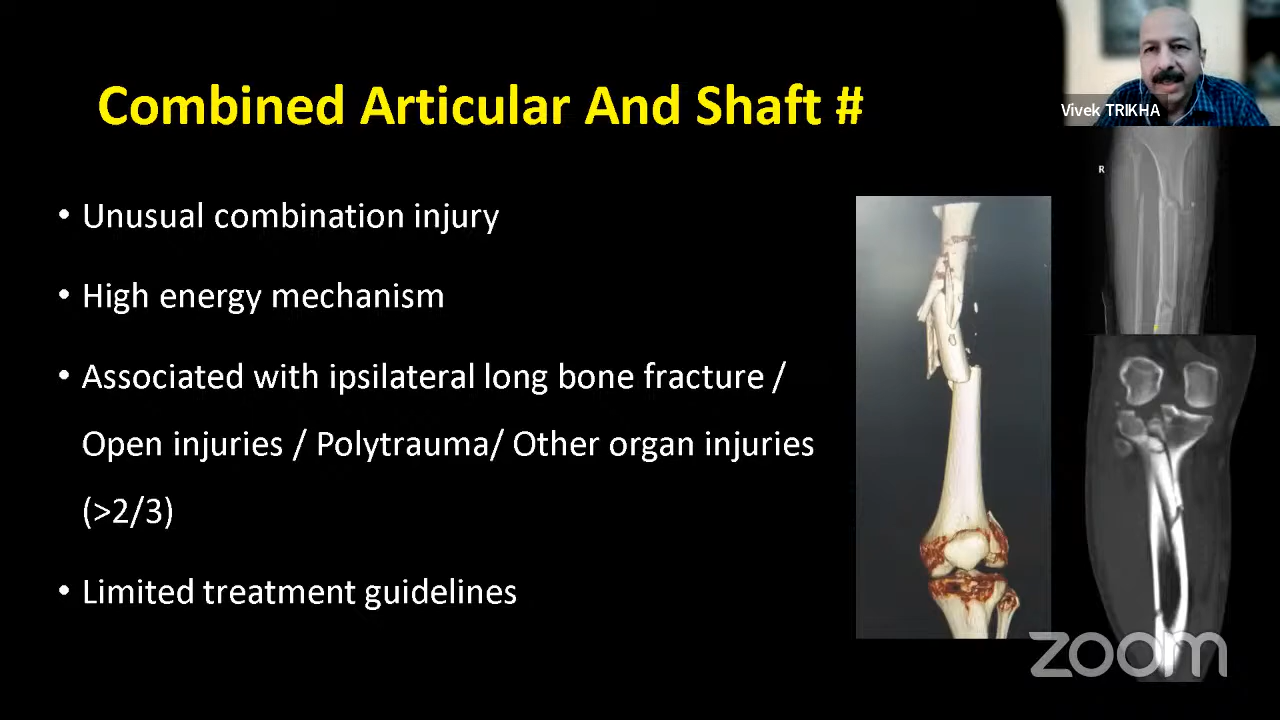 Combined Articular And Shaft #
Vivek TRIKHA
R
• Unusual combination injury
• High energy mechanism
• Associated with ipsilateral long bone fracture /
Open injuries / Polytrauma/ Other organ injuries
(>2/3)
• Limited treatment guidelines
zoom